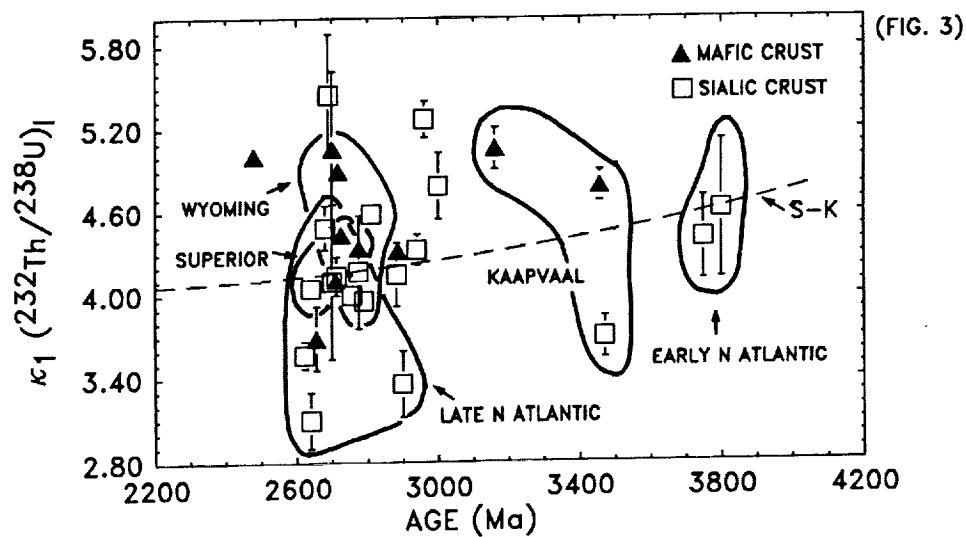 (FIG. 3)
5.80
5.20
4.60
4.00
3.40
2.80
κ1 (232Th/238U)I
▲ MAFIC CRUST
□ SIALIC CRUST
WYOMING
SUPERIOR
KAAPVAAL
S-K
EARLY N ATLANTIC
LATE N ATLANTIC
2200 2600 3000 3400 3800 4200
AGE (Ma)